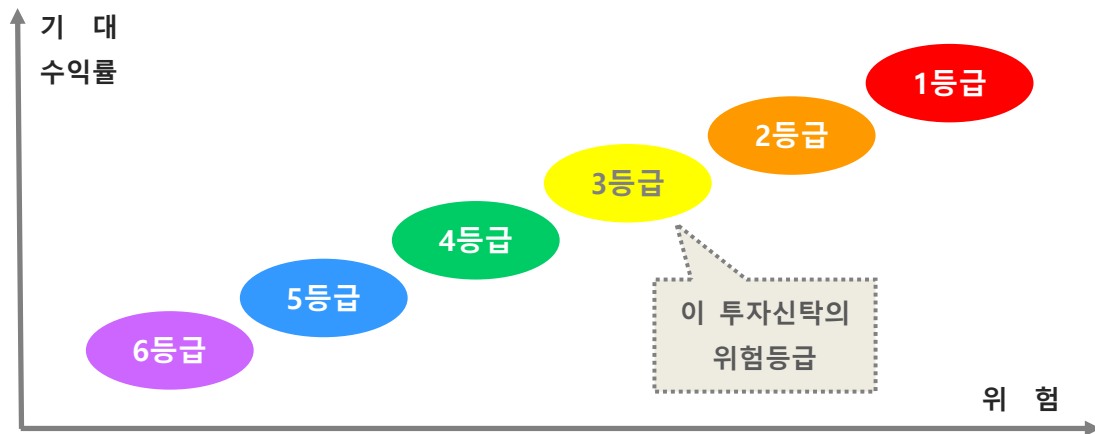 기 대
수익률
1등급
2등급
3등급
4등급
5등급
6등급
이 투자신탁의
위험등급
위 험